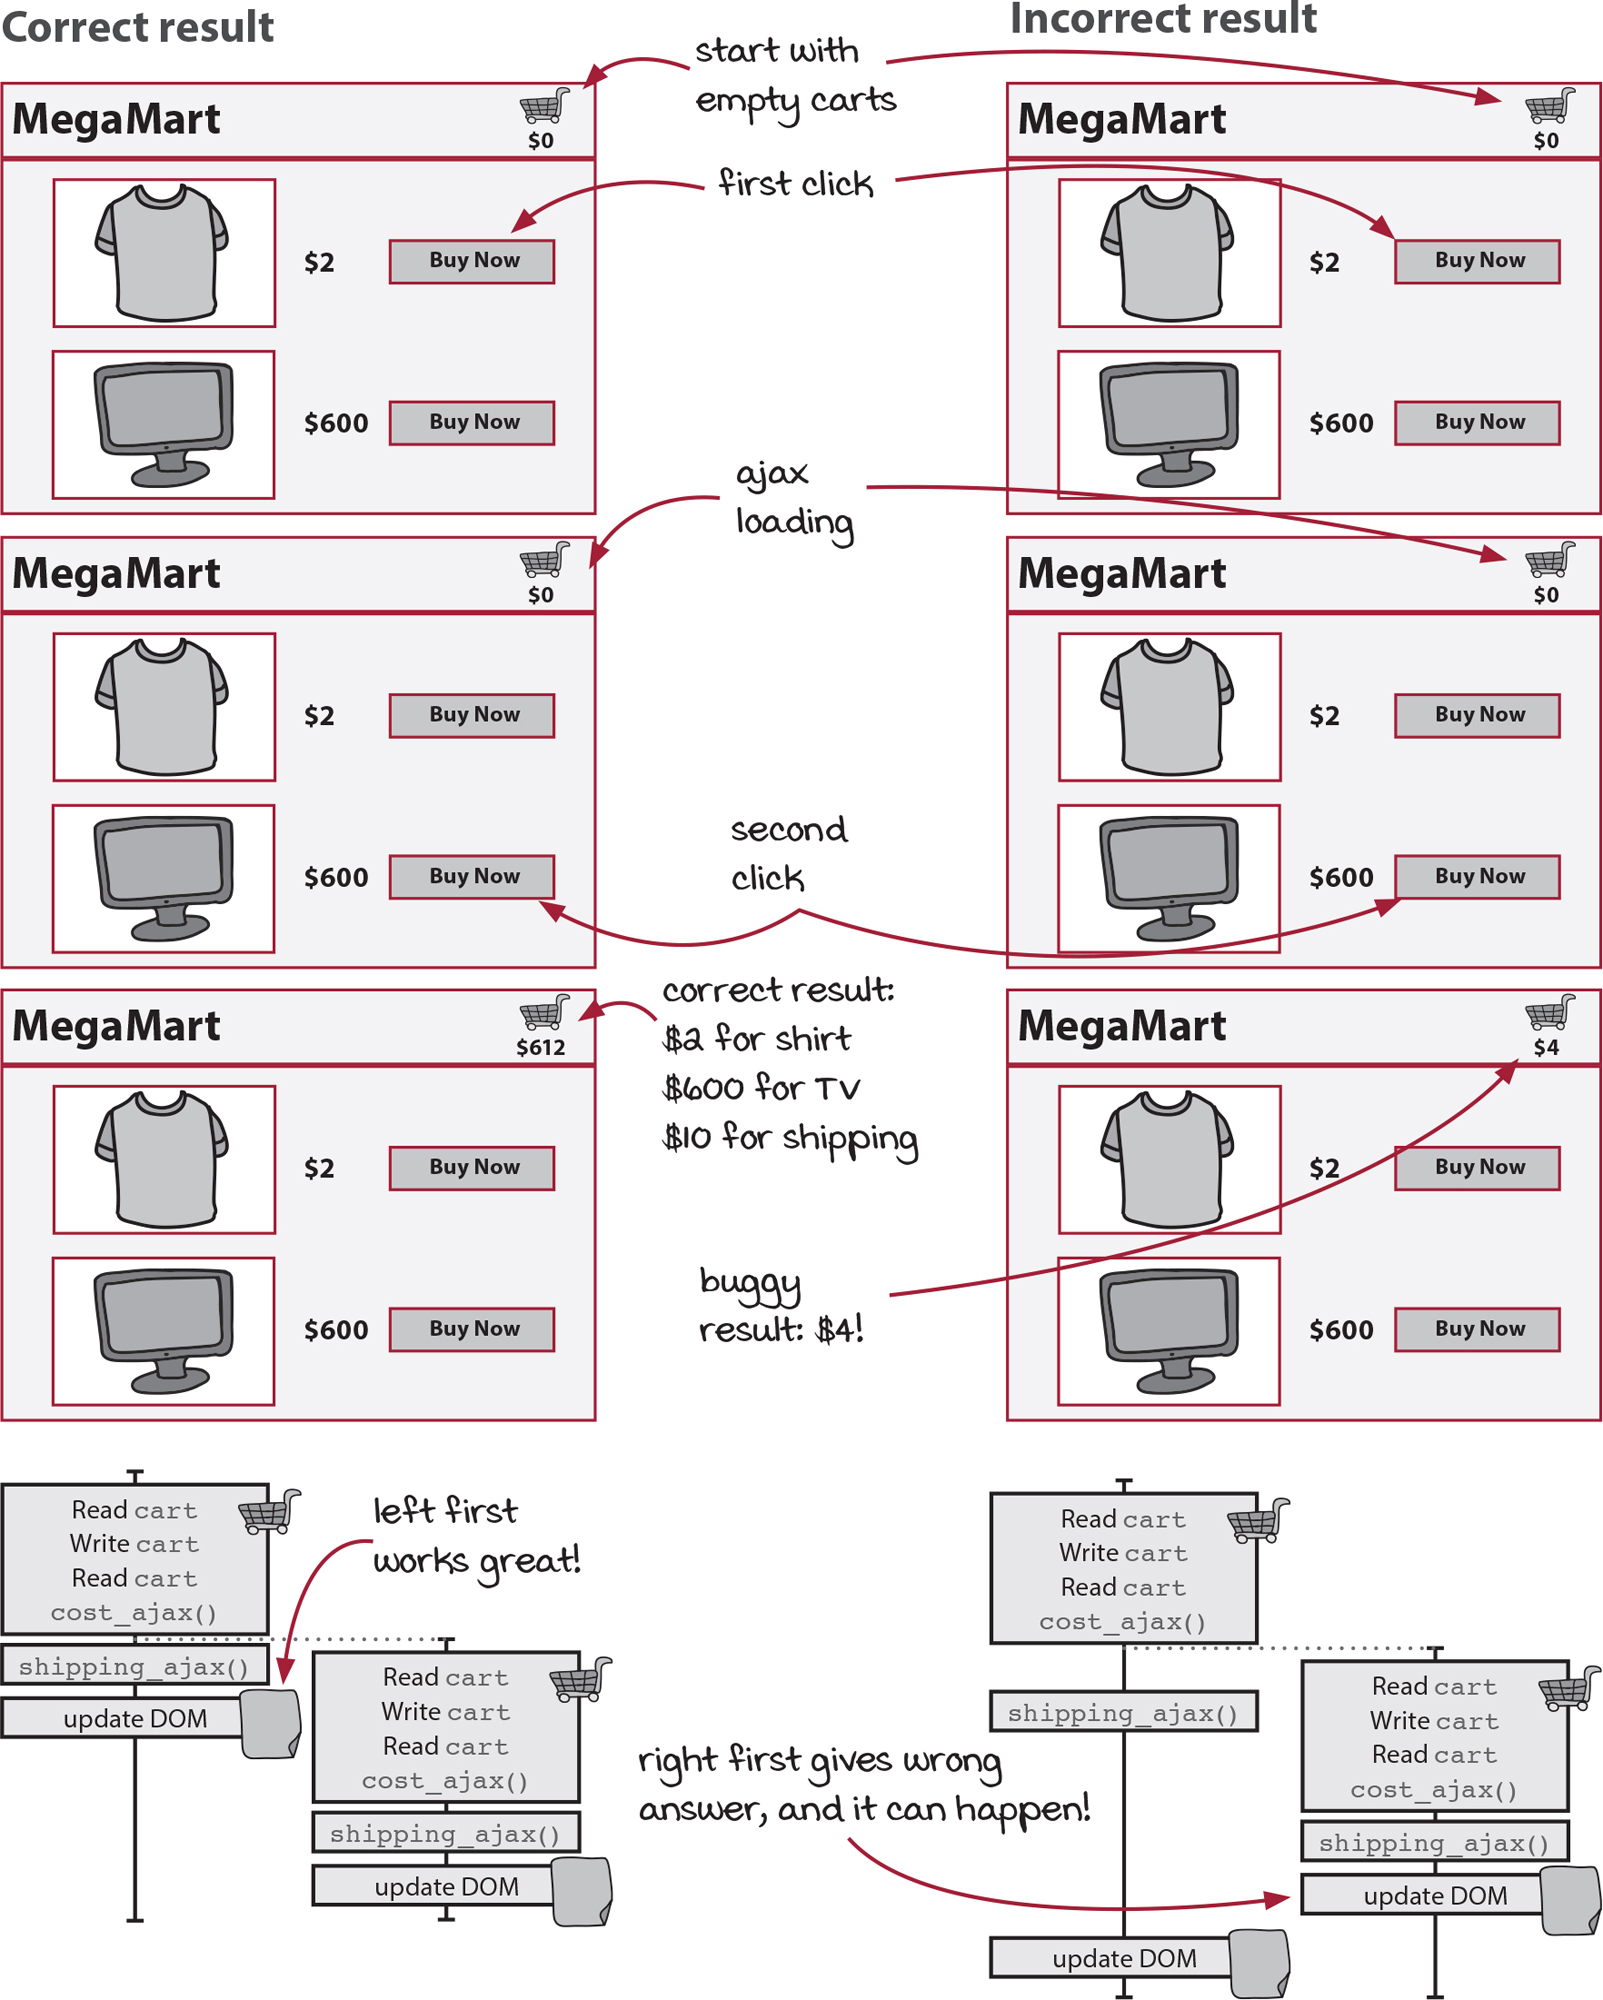 Correct result
Incorrect result
start with
empty carts
MegaMart
$0
MegaMart
$0
first click
$2
Buy Now
$2
Buy Now
$600
Buy Now
$600
Buy Now
ajax
loading
MegaMart
$0
MegaMart
$0
$2
Buy Now
$2
Buy Now
second
click
$600
Buy Now
$600
Buy Now
correct result:
$2 for shirt
$600 for TV
$10 for shipping
MegaMart
$612
MegaMart
$4
$2
Buy Now
$2
Buy Now
buggy
result: $4!
$600
Buy Now
$600
Buy Now
Read cart
Write cart
Read cart
cost_ajax()
shipping_ajax()
update DOM
left first
works great!
Read cart
Write cart
Read cart
cost_ajax()
shipping_ajax()
update DOM
Read cart
Write cart
Read cart
cost_ajax()
shipping_ajax()
update DOM
right first gives wrong
answer, and it can happen!
Read cart
Write cart
Read cart
cost_ajax()
shipping_ajax()
update DOM